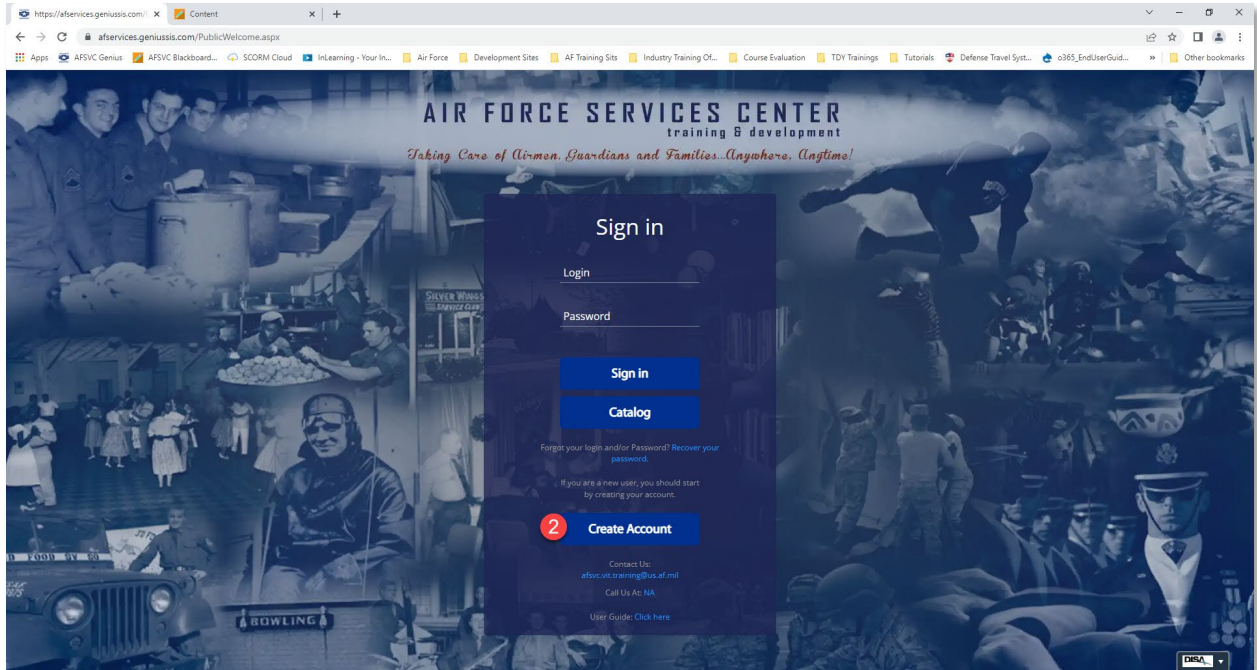 https://afservices.geniussis.com/
Content
afservices.geniussis.com/PublicWelcome.aspx
Apps AFSVC Genius AFSVC Blackboard... SCORM Cloud InLearning - Your In... Air Force Development Sites AF Training Sits Industry Training Of... Course Evaluation TDY Trainings Tutorials Defense Travel Syst... o365_EndUserGuid... » Other bookmarks
AIR FORCE SERVICES CENTER
training & development
Taking Care of Airmen, Guardians and Families...Anywhere, Anytime!
Sign in
Login
SILVER WINGS
SERVICE CLUB
Password
Sign in
Catalog
Forgot your login and/or Password? Recover your
password.
If you are a new user, you should start
by creating your account.
2 Create Account
Contact Us:
afsvc.vit.training@us.af.mil
Call Us At: NA
User Guide: Click here
FOOD SV SQ
BOWLING
DISA